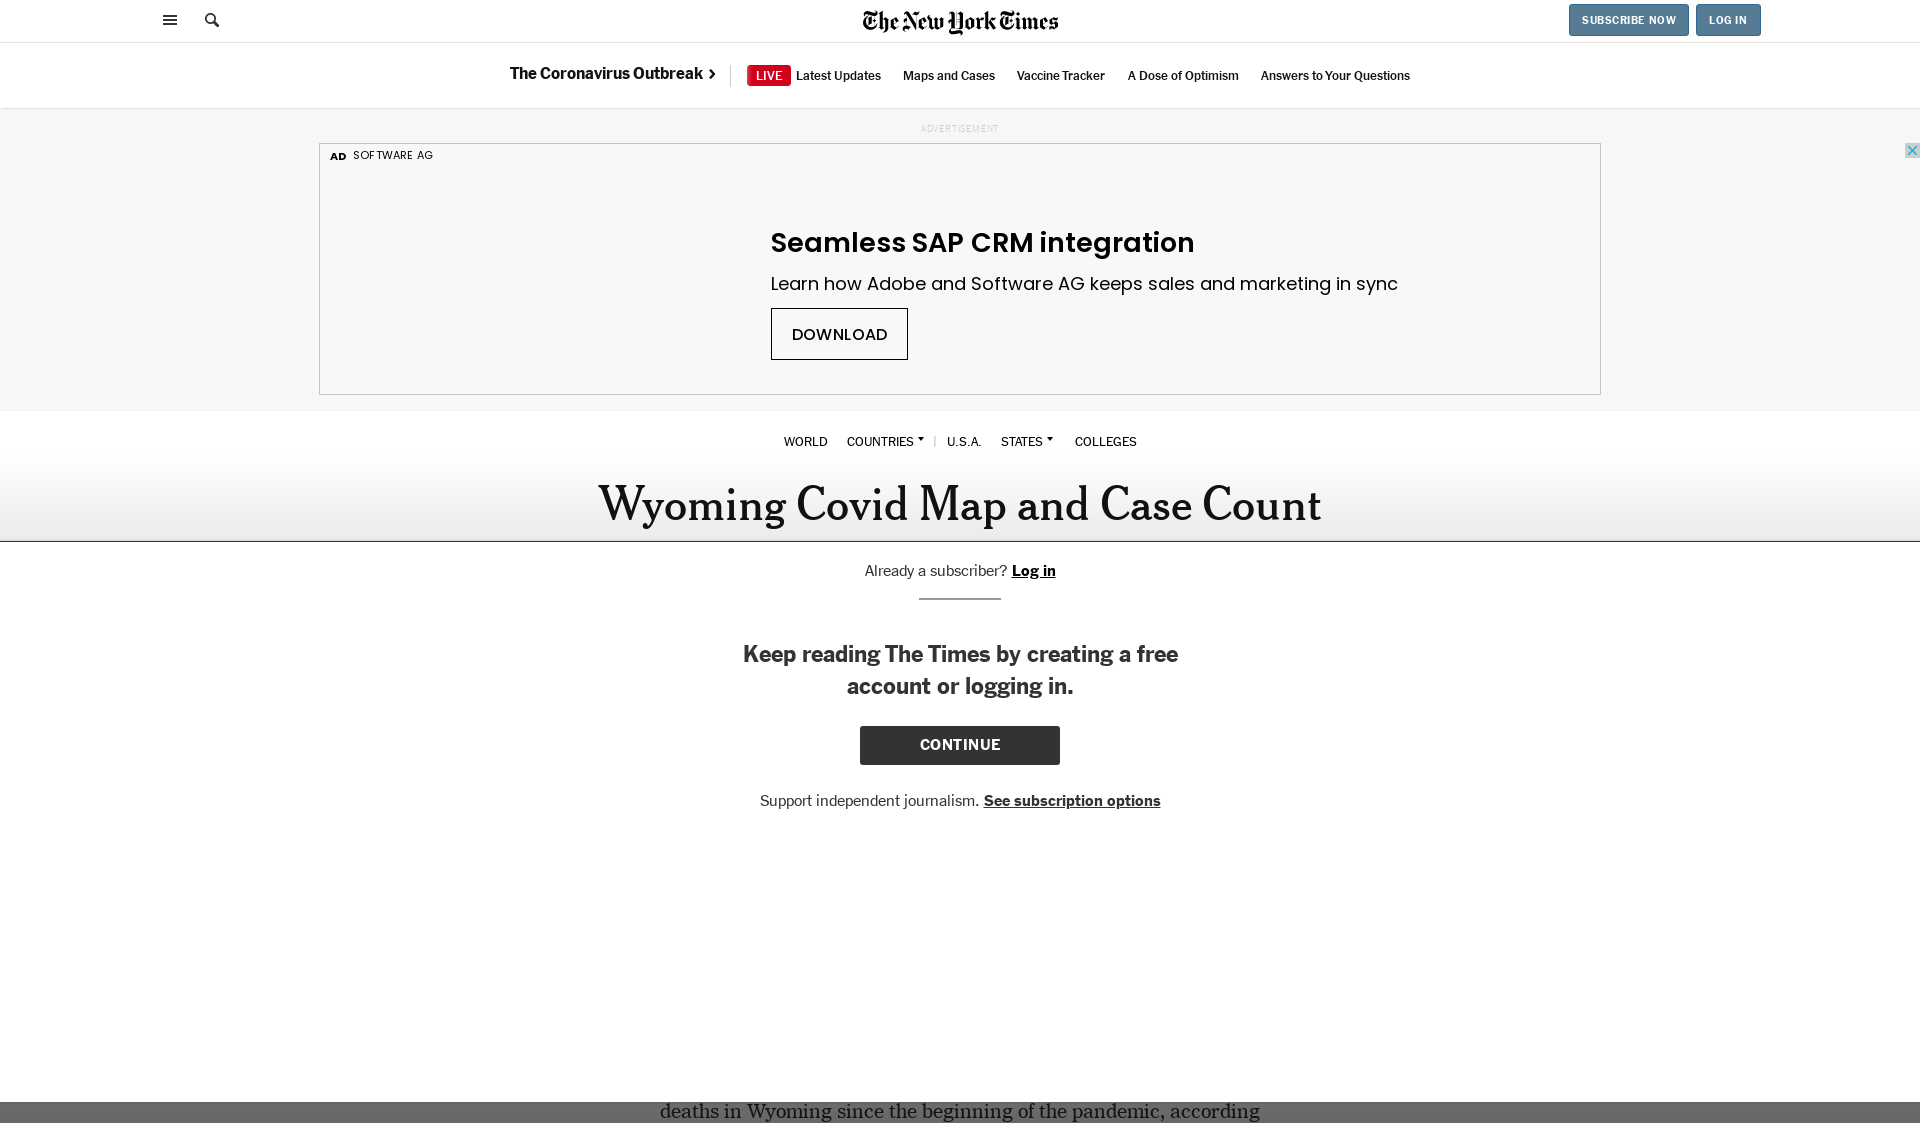 The New York Times
SUBSCRIBE NOW
LOG IN
The Coronavirus Outbreak
LIVE Latest Updates
Maps and Cases
Vaccine Tracker
A Dose of Optimism
Answers to Your Questions
ADVERTISEMENT
AD SOFTWARE AG
Seamless SAP CRM integration
Learn how Adobe and Software AG keeps sales and marketing in sync
DOWNLOAD
WORLD COUNTRIES | U.S.A. STATES COLLEGES
Wyoming Covid Map and Case Count
Already a subscriber? Log in
Keep reading The Times by creating a free
account or logging in.
CONTINUE
Support independent journalism. See subscription options
deaths in Wyoming since the beginning of the pandemic, according